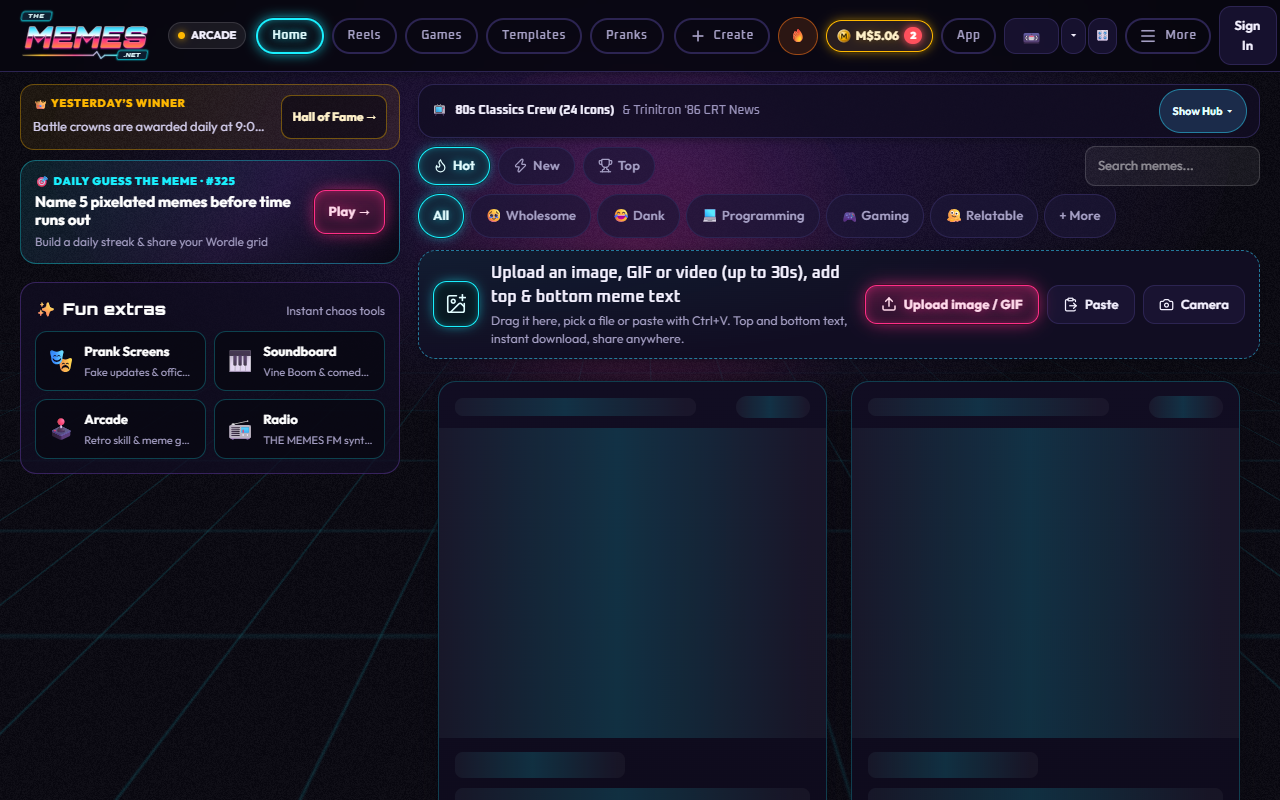 THE
MEMES
.NET
ARCADE
Home
Reels
Games
Templates
Pranks
Create
M$5.06 2
App
More
Sign
In
YESTERDAY'S WINNER
Battle crowns are awarded daily at 9:0...
Hall of Fame →
DAILY GUESS THE MEME · #325
Name 5 pixelated memes before time
runs out
Build a daily streak & share your Wordle grid
Play →
Fun extras
Instant chaos tools
Prank Screens
Fake updates & offic...
Soundboard
Vine Boom & comed...
Arcade
Retro skill & meme g...
Radio
THE MEMES FM synt...
80s Classics Crew (24 Icons) & Trinitron '86 CRT News
Show Hub
Hot
New
Top
Search memes...
All
Wholesome
Dank
Programming
Gaming
Relatable
+ More
Upload an image, GIF or video (up to 30s), add
top & bottom meme text
Drag it here, pick a file or paste with Ctrl+V. Top and bottom text,
instant download, share anywhere.
Upload image / GIF
Paste
Camera